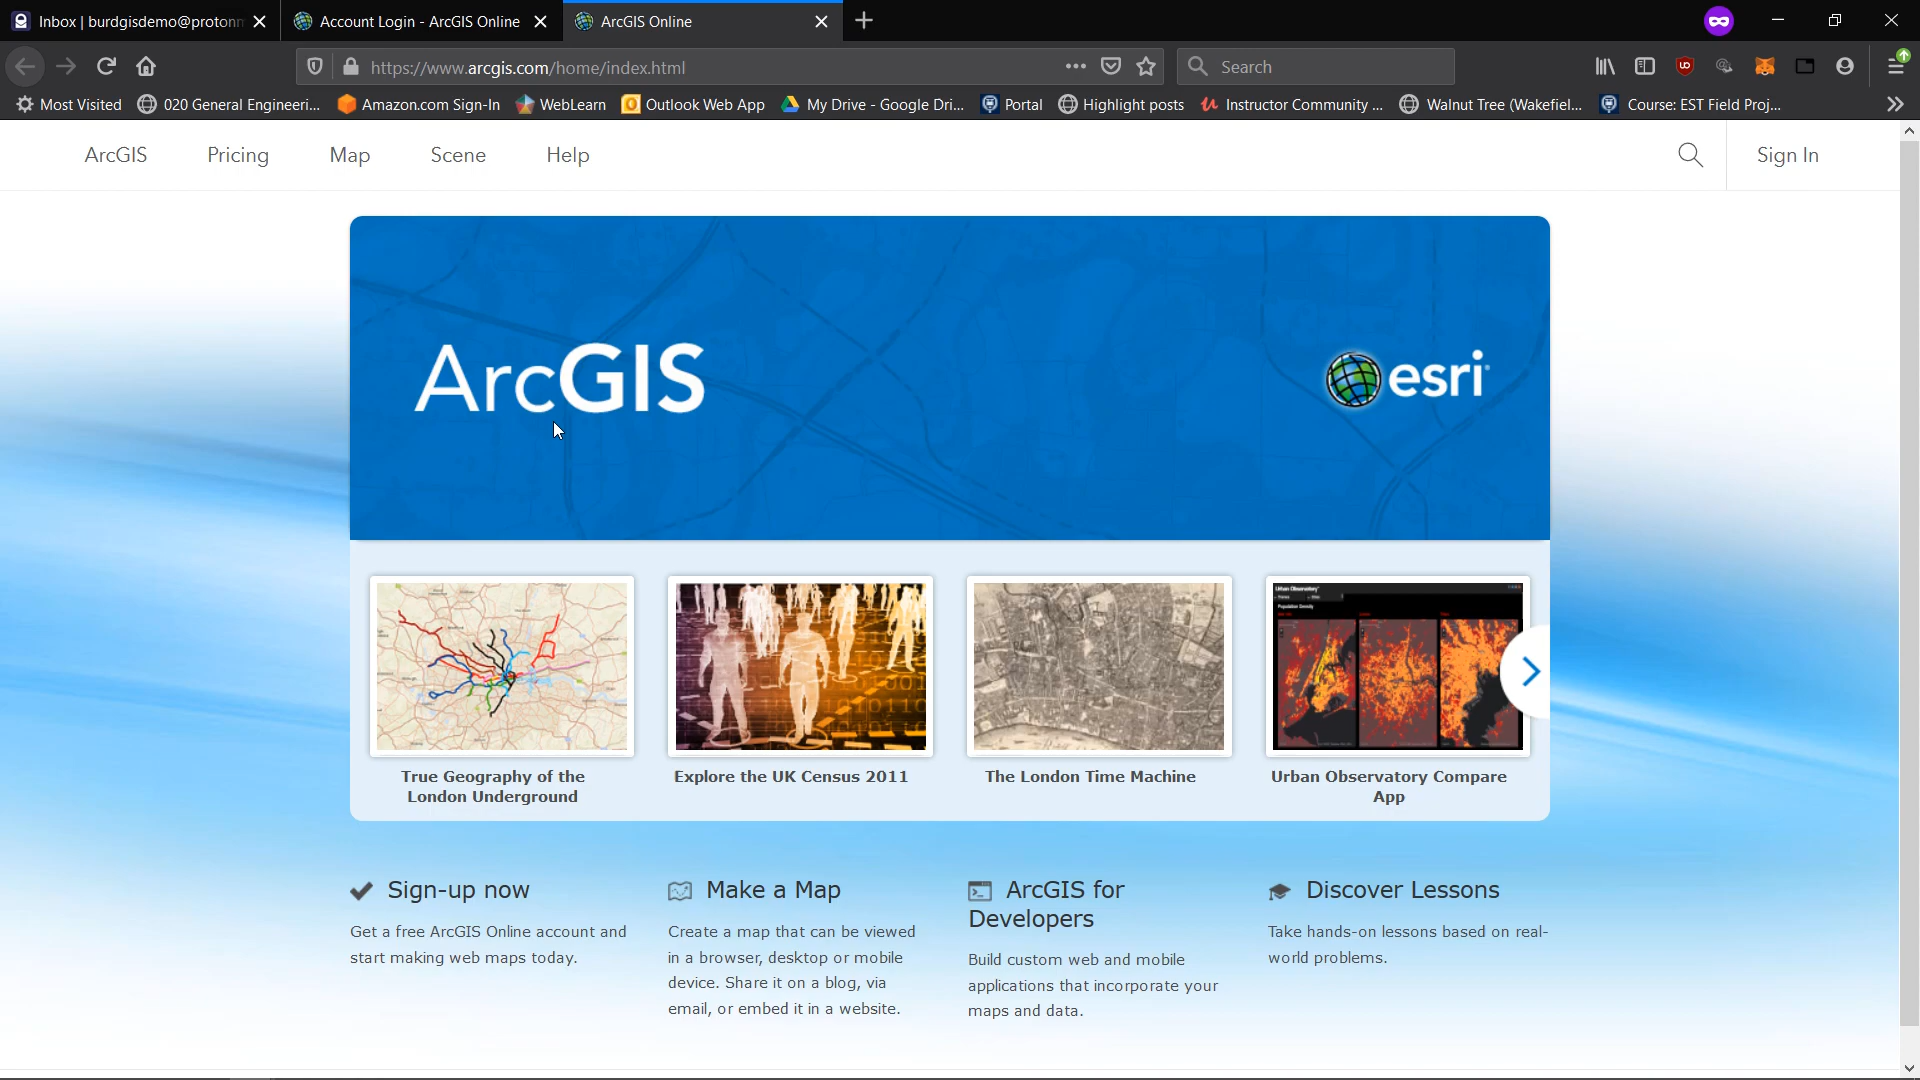 Inbox | burdgisdemo@protonm
Account Login - ArcGIS Online
ArcGIS Online
https://www.arcgis.com/home/index.html
Search
Most Visited
020 General Engineeri...
Amazon.com Sign-In
WebLearn
Outlook Web App
My Drive - Google Dri...
Portal
Highlight posts
Instructor Community ...
Walnut Tree (Wakefiel...
Course: EST Field Proj...
ArcGIS
Pricing
Map
Scene
Help
Sign In
ArcGIS
esri
Urban Observatory
Population Density
True Geography of the
London Underground
Explore the UK Census 2011
The London Time Machine
Urban Observatory Compare
App
Sign-up now
Get a free ArcGIS Online account and
start making web maps today.
Make a Map
Create a map that can be viewed
in a browser, desktop or mobile
device. Share it on a blog, via
email, or embed it in a website.
ArcGIS for
Developers
Build custom web and mobile
applications that incorporate your
maps and data.
Discover Lessons
Take hands-on lessons based on real-
world problems.